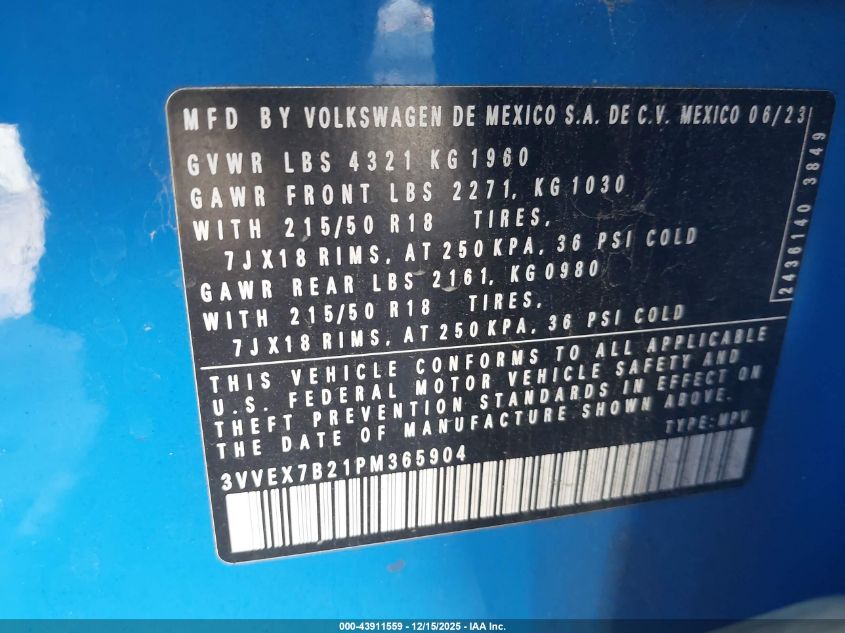 MFD BY VOLKSWAGEN DE MEXICO S.A. DE C.V. MEXICO 06/23
GVWR LBS 4321 KG 1960
GAWR FRONT LBS 2271, KG 1030
WITH 215/50 R18 TIRES,
7JX18 RIMS, AT 250 KPA, 36 PSI COLD
GAWR REAR LBS 2161, KG 0980
WITH 215/50 R18 TIRES,
7JX18 RIMS, AT 250 KPA, 36 PSI COLD
2436140 3849
THIS VEHICLE CONFORMS TO ALL APPLICABLE
U.S. FEDERAL MOTOR VEHICLE SAFETY AND
THEFT PREVENTION STANDARDS IN EFFECT ON
THE DATE OF MANUFACTURE SHOWN ABOVE.
TYPE: MPV
3VVEX7B21PM365904
000-43911559 - 12/15/2025 - IAA Inc.